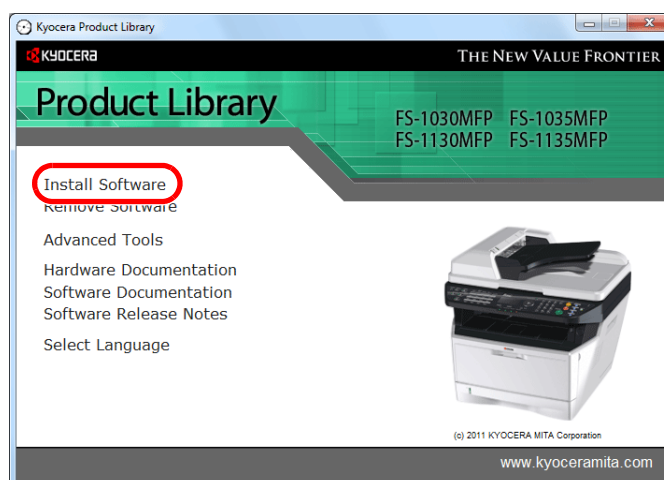 Kyocera Product Library
KYOCERA
THE NEW VALUE FRONTIER
Product Library
FS-1030MFP FS-1035MFP
FS-1130MFP FS-1135MFP
Install Software
Remove Software
Advanced Tools
Hardware Documentation
Software Documentation
Software Release Notes
Select Language
(c) 2011 KYOCERA MITA Corporation
www.kyoceramita.com